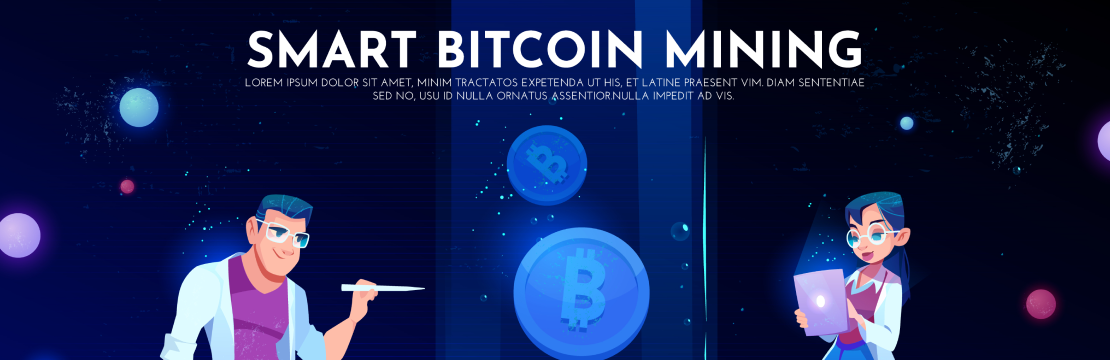 SMART BITCOIN MINING
LOREM IPSUM DOLOR SIT AMET, MINIM TRACTATOS EXPETENDA UT HIS, ET LATINE PRAESENT VIM. DIAM SENTENTIAE
SED NO, USU ID NULLA ORNATUS ASSENTIOR.NULLA IMPEDIT AD VIS.